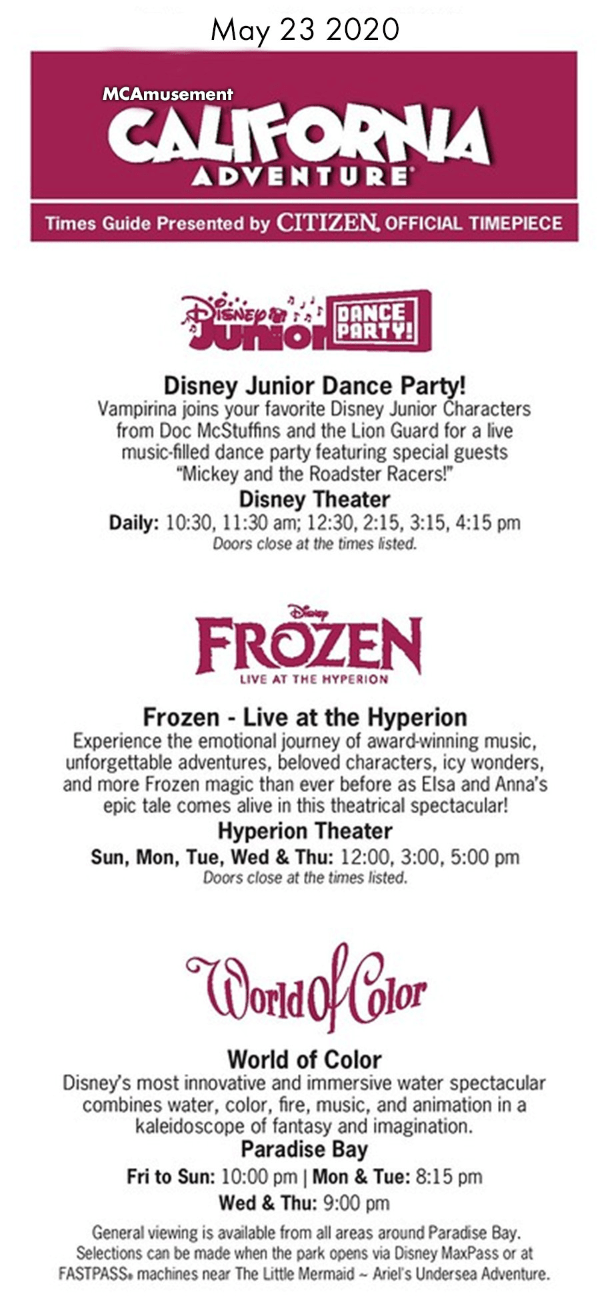 May 23 2020
MCAmusement
CALIFORNIA
ADVENTURE
Times Guide Presented by CITIZEN. OFFICIAL TIMEPIECE
Disney
Junior
DANCE
PARTY!
Disney Junior Dance Party!
Vampirina joins your favorite Disney Junior Characters
from Doc McStuffins and the Lion Guard for a live
music-filled dance party featuring special guests
“Mickey and the Roadster Racers!”
Disney Theater
Daily: 10:30, 11:30 am; 12:30, 2:15, 3:15, 4:15 pm
Doors close at the times listed.
Disney
FROZEN
LIVE AT THE HYPERION
Frozen - Live at the Hyperion
Experience the emotional journey of award-winning music,
unforgettable adventures, beloved characters, icy wonders,
and more Frozen magic than ever before as Elsa and Anna’s
epic tale comes alive in this theatrical spectacular!
Hyperion Theater
Sun, Mon, Tue, Wed & Thu: 12:00, 3:00, 5:00 pm
Doors close at the times listed.
World of Color
World of Color
Disney’s most innovative and immersive water spectacular
combines water, color, fire, music, and animation in a
kaleidoscope of fantasy and imagination.
Paradise Bay
Fri to Sun: 10:00 pm | Mon & Tue: 8:15 pm
Wed & Thu: 9:00 pm
General viewing is available from all areas around Paradise Bay.
Selections can be made when the park opens via Disney MaxPass or at
FASTPASS® machines near The Little Mermaid ~ Ariel’s Undersea Adventure.